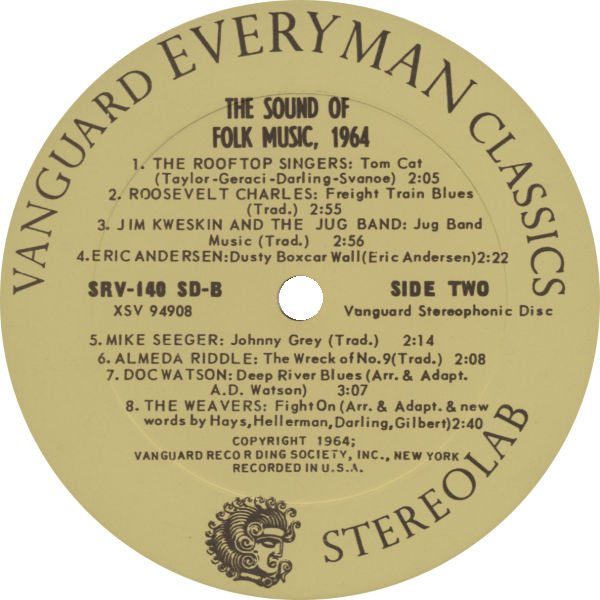 VANGUARD EVERYMAN CLASSICS
THE SOUND OF
FOLK MUSIC, 1964
1. THE ROOFTOP SINGERS: Tom Cat
(Taylor-Geraci-Darling-Svanoe) 2:05
2. ROOSEVELT CHARLES: Freight Train Blues
(Trad.) 2:55
3. JIM KWESKIN AND THE JUG BAND: Jug Band
Music (Trad.) 2:56
4. ERIC ANDERSEN: Dusty Boxcar Wall (Eric Andersen) 2:22
SRV-140 SD-B SIDE TWO
XSV 94908 Vanguard Stereophonic Disc
5. MIKE SEEGER: Johnny Grey (Trad.) 2:14
6. ALMEDA RIDDLE: The Wreck of No. 9 (Trad.) 2:08
7. DOC WATSON: Deep River Blues (Arr. & Adapt.
A.D. Watson) 3:07
8. THE WEAVERS: Fight On (Arr. & Adapt. & new
words by Hays, Hellerman, Darling, Gilbert) 2:40
COPYRIGHT 1964;
VANGUARD RECORDING SOCIETY, INC., NEW YORK
RECORDED IN U.S.A.
STEREOLAB